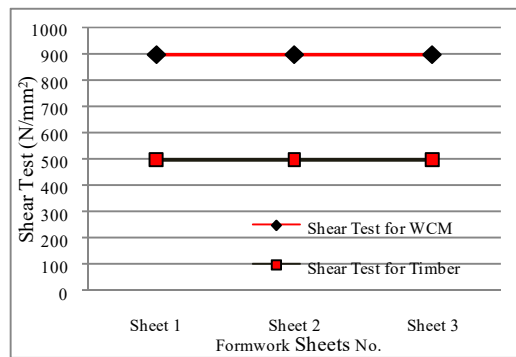 Shear Test (N/mm²)
1000
900
800
700
600
500
400
300
200
100
0
Shear Test for WCM
Shear Test for Timber
Sheet 1
Sheet 2
Sheet 3
Formwork Sheets No.